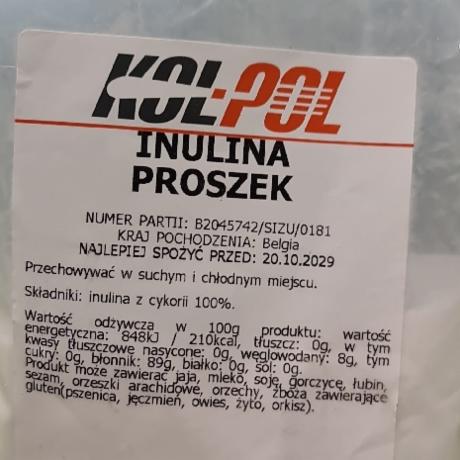 KOL-POL
INULINA
PROSZEK
NUMER PARTII: B2045742/SIZU/0181
KRAJ POCHODZENIA: Belgia
NAJLEPIEJ SPOŻYĆ PRZED: 20.10.2029
Przechowywać w suchym i chłodnym miejscu.
Składniki: inulina z cykorii 100%.
Wartość odżywcza w 100g produktu: wartość
energetyczna: 848kJ / 210kcal, tłuszcz: 0g, w tym
kwasy tłuszczowe nasycone: 0g, węglowodany: 8g, tym
cukry: 0g, błonnik: 89g, białko: 0g, sol: 0g.
Produkt może zawierać jaja, mleko, soję, gorczycę, łubin,
sezam, orzeszki arachidowe, orzechy, zboża zawierające
gluten(pszenica, jęczmień, owies, żyto, orkisz).